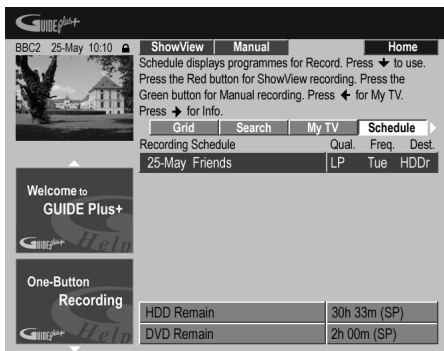 GUIDE plus+
BBC2 25-May 10:10
ShowView Manual Home
Schedule displays programmes for Record. Press to use.
Press the Red button for ShowView recording. Press the
Green button for Manual recording. Press for My TV.
Press for Info.
Grid Search My TV Schedule
Recording Schedule Qual. Freq. Dest.
25-May Friends LP Tue HDDr
Welcome to
GUIDE Plus+
GUIDE plus+ Help
One-Button
Recording
GUIDE plus+ Help
HDD Remain 30h 33m (SP)
DVD Remain 2h 00m (SP)